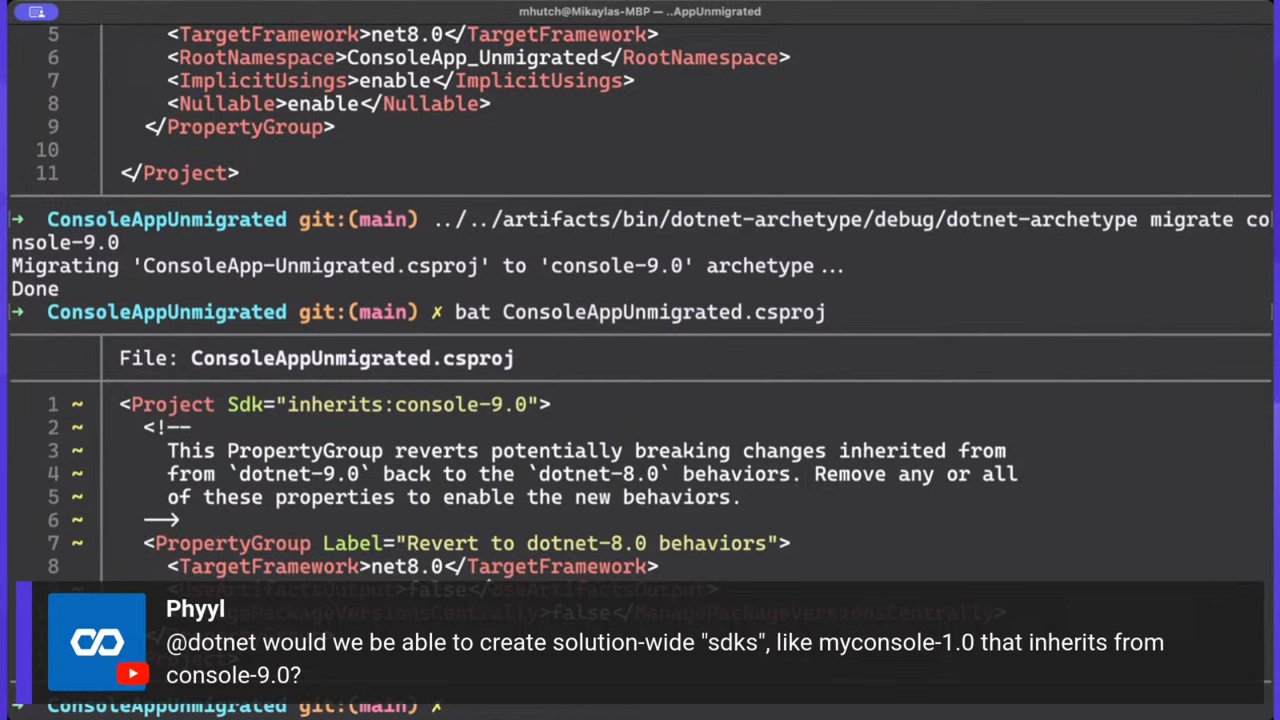 mhutch@Mikaylas-MBP — ..AppUnmigrated
5 <TargetFramework>net8.0</TargetFramework>
6 <RootNamespace>ConsoleApp_Unmigrated</RootNamespace>
7 <ImplicitUsings>enable</ImplicitUsings>
8 <Nullable>enable</Nullable>
9 </PropertyGroup>
10
11 </Project>
→ ConsoleAppUnmigrated git:(main) ../../artifacts/bin/dotnet-archetype/debug/dotnet-archetype migrate co
nsole-9.0
Migrating 'ConsoleApp-Unmigrated.csproj' to 'console-9.0' archetype...
Done
→ ConsoleAppUnmigrated git:(main) ✗ bat ConsoleAppUnmigrated.csproj
File: ConsoleAppUnmigrated.csproj
1 ~ <Project Sdk="inherits:console-9.0">
2 ~ <!--
3 ~ This PropertyGroup reverts potentially breaking changes inherited from
4 ~ from `dotnet-9.0` back to the `dotnet-8.0` behaviors. Remove any or all
5 ~ of these properties to enable the new behaviors.
6 ~ -->
7 ~ <PropertyGroup Label="Revert to dotnet-8.0 behaviors">
8 <TargetFramework>net8.0</TargetFramework>
<UseArtifactsOutput>false</UseArtifactsOutput>
PackageVersionsCentrally>false</ManagePackageVersionsCentrally>
Phyyl
@dotnet would we be able to create solution-wide "sdks", like myconsole-1.0 that inherits from
console-9.0?
ConsoleAppUnmigrated git:(main) ✗